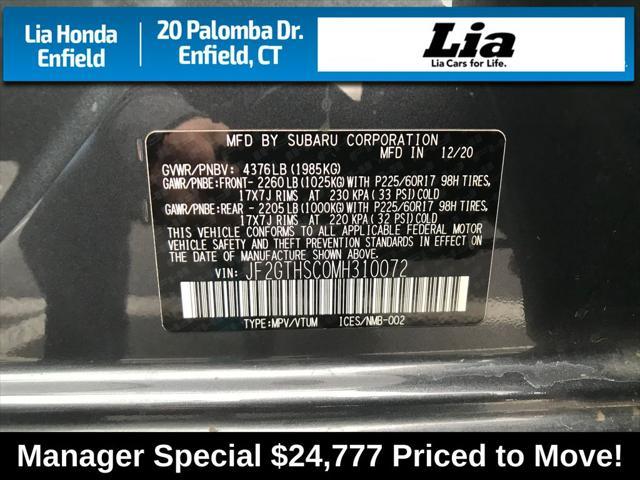 Lia Honda
Enfield
20 Palomba Dr.
Enfield, CT
Lia
Lia Cars for Life.
MFD BY SUBARU CORPORATION
MFD IN 12/20
GVWR/PNBV: 4376LB (1985KG)
GAWR/PNBE:FRONT- 2260LB (1025KG)WITH P225/60R17 98H TIRES,
17X7J RIMS AT 230 KPA (33 PSI)COLD
GAWR/PNBE:REAR - 2205LB (1000KG)WITH P225/60R17 98H TIRES,
17X7J RIMS AT 220 KPA (32 PSI)COLD
THIS VEHICLE CONFORMS TO ALL APPLICABLE FEDERAL MOTOR
VEHICLE SAFETY AND THEFT PREVENTION STANDARDS IN EFFECT ON
THE DATE OF MANUFACTURE SHOWN ABOVE.
VIN: JF2GTHSC0MH310072
TYPE:MPV/VTUM ICES/NMB-002
Manager Special $24,777 Priced to Move!